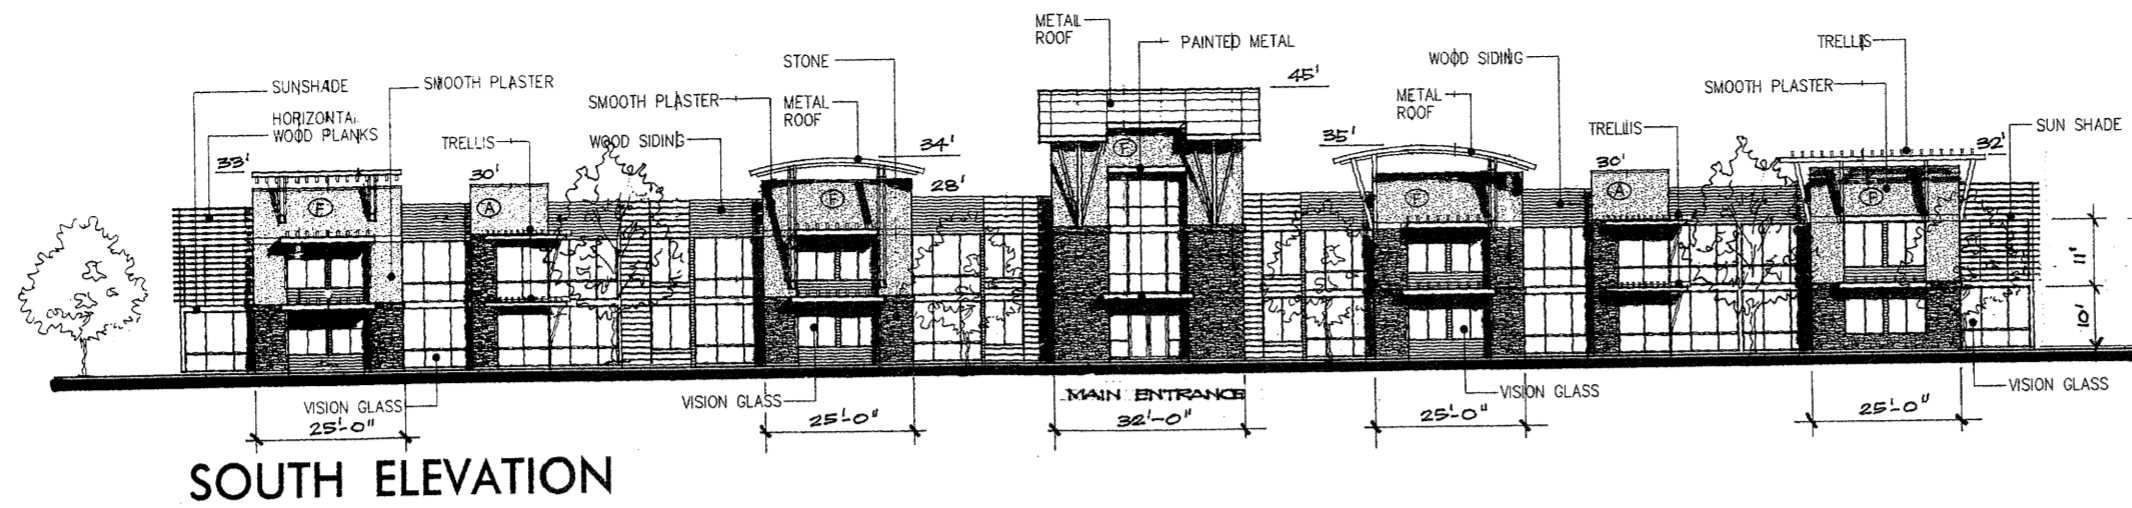 METAL
ROOF
PAINTED METAL
TRELLIS
STONE
WOOD SIDING
45'
SUNSHADE
SMOOTH PLASTER
SMOOTH PLASTER
METAL
ROOF
METAL
ROOF
SMOOTH PLASTER
HORIZONTAL
WOOD PLANKS
TRELLIS
WOOD SIDING
34'
35'
TRELLIS
SUN SHADE
33'
30'
28'
30'
32'
F
A
F
F
F
A
F
11'
10'
MAIN ENTRANCE
VISION GLASS
VISION GLASS
VISION GLASS
VISION GLASS
25'-0"
25'-0"
32'-0"
25'-0"
25'-0"
SOUTH ELEVATION